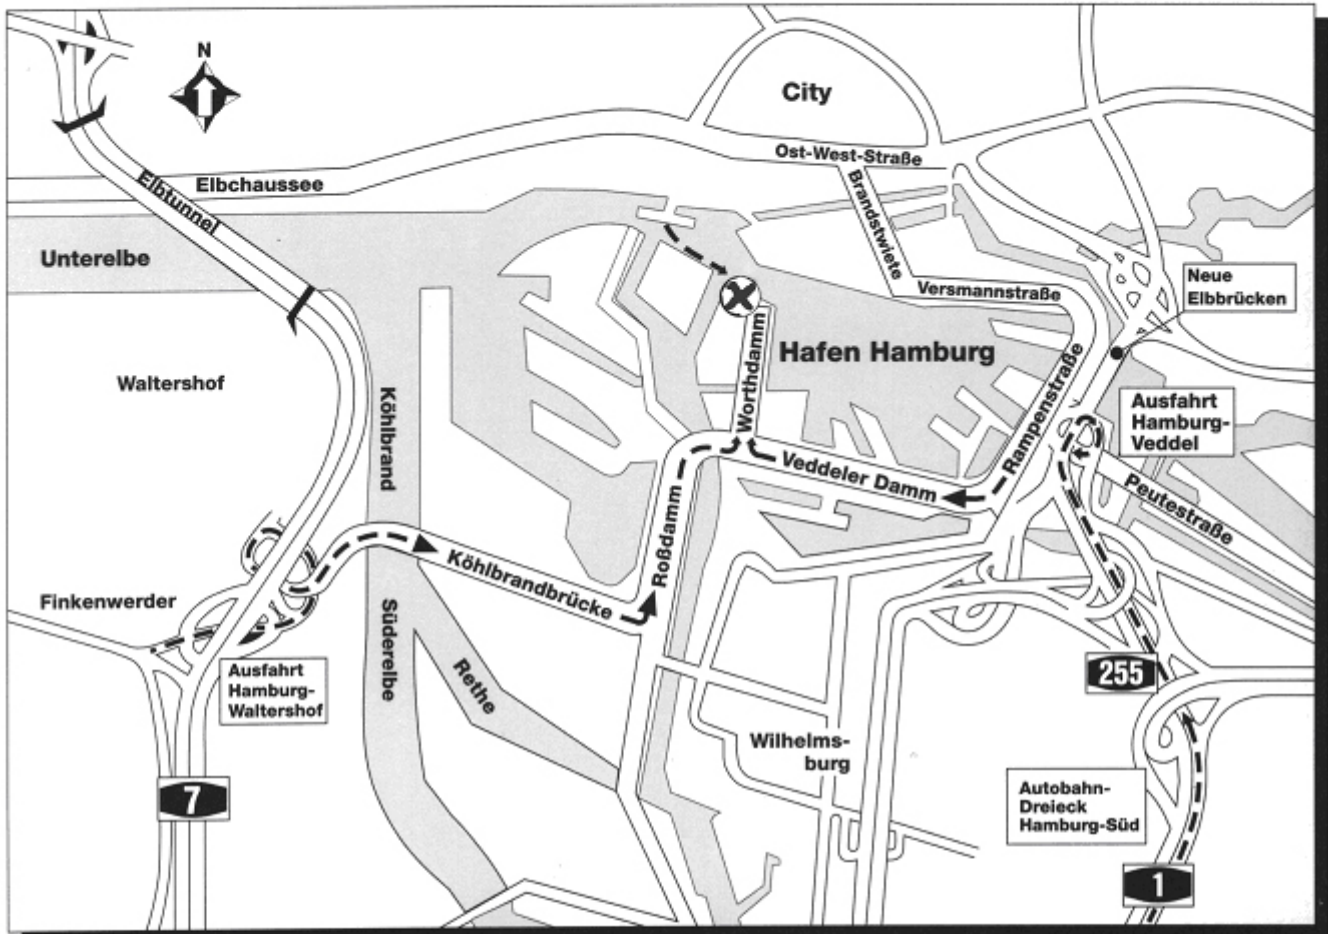 N
City
Ost-West-Straße
Elbchaussee
Elbtunnel
Brandstwiete
Unterelbe
Versmannstraße
Neue
Elbbrücken
Hafen Hamburg
Worthdamm
Waltershof
Köhlbrand
Rampenstraße
Ausfahrt
Hamburg-
Veddel
Veddeler Damm
Peutestraße
Roßdamm
Köhlbrandbrücke
Finkenwerder
Süderelbe
Rethe
Ausfahrt
Hamburg-
Waltershof
255
Wilhelms-
burg
7
Autobahn-
Dreieck
Hamburg-Süd
1